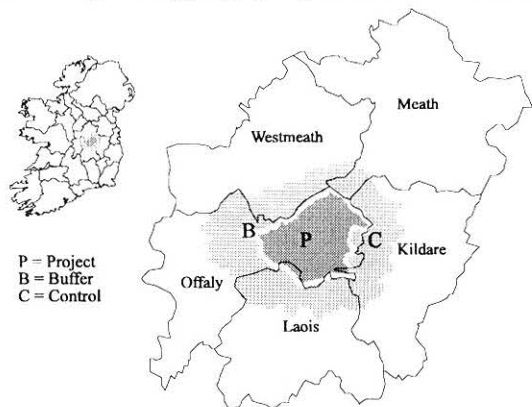 Meath
Westmeath
B
P
C
Kildare
P = Project
B = Buffer
C = Control
Offaly
Laois